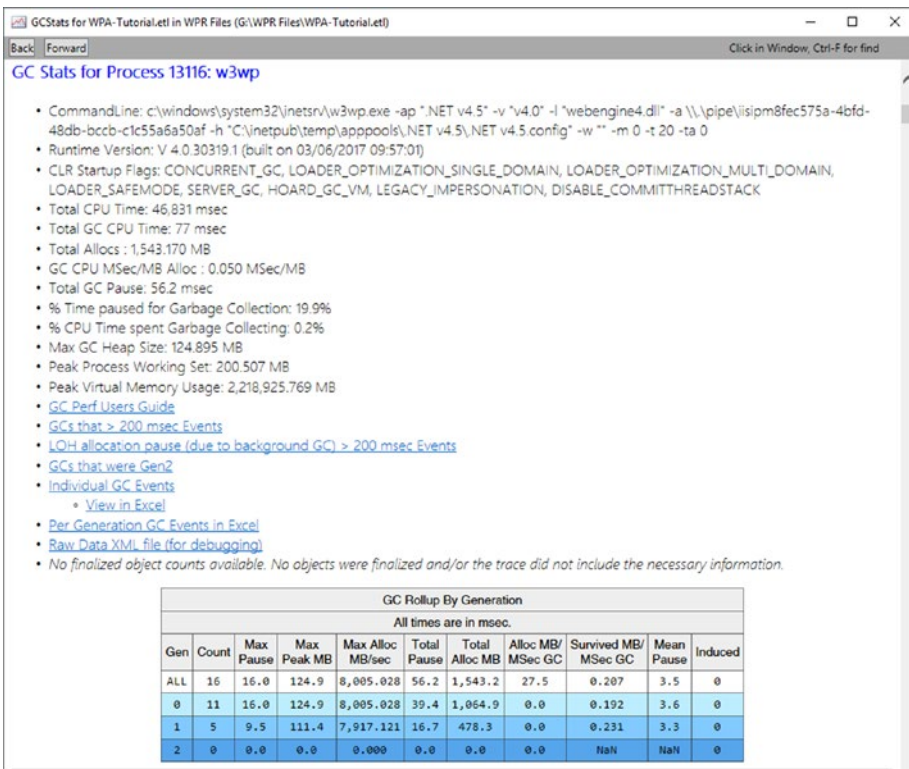 GCStats for WPA-Tutorial.etl in WPR Files (G:\WPR Files\WPA-Tutorial.etl)
Back Forward Click in Window, Ctrl-F for find
GC Stats for Process 13116: w3wp
• CommandLine: c:\windows\system32\inetsrv\w3wp.exe -ap ".NET v4.5" -v "v4.0" -l "webengine4.dll" -a \\.\pipe\iisipm8fec575a-4bfd-
48db-bccb-c1c55a6a50af -h "C:\inetpub\temp\apppools\.NET v4.5\.NET v4.5.config" -w "" -m 0 -t 20 -ta 0
• Runtime Version: V 4.0.30319.1 (built on 03/06/2017 09:57:01)
• CLR Startup Flags: CONCURRENT_GC, LOADER_OPTIMIZATION_SINGLE_DOMAIN, LOADER_OPTIMIZATION_MULTI_DOMAIN,
LOADER_SAFEMODE, SERVER_GC, HOARD_GC_VM, LEGACY_IMPERSONATION, DISABLE_COMMITTHREADSTACK
• Total CPU Time: 46,831 msec
• Total GC CPU Time: 77 msec
• Total Allocs : 1,543.170 MB
• GC CPU MSec/MB Alloc : 0.050 MSec/MB
• Total GC Pause: 56.2 msec
• % Time paused for Garbage Collection: 19.9%
• % CPU Time spent Garbage Collecting: 0.2%
• Max GC Heap Size: 124.895 MB
• Peak Process Working Set: 200.507 MB
• Peak Virtual Memory Usage: 2,218,925.769 MB
• GC Perf Users Guide
• GCs that > 200 msec Events
• LOH allocation pause (due to background GC) > 200 msec Events
• GCs that were Gen2
• Individual GC Events
• View in Excel
• Per Generation GC Events in Excel
• Raw Data XML file (for debugging)
• No finalized object counts available. No objects were finalized and/or the trace did not include the necessary information.
GC Rollup By Generation
All times are in msec.
Gen Count Max Pause Max Peak MB Max Alloc MB/sec Total Pause Total Alloc MB Alloc MB/ MSec GC Survived MB/ MSec GC Mean Pause Induced
ALL 16 16.0 124.9 8,005.028 56.2 1,543.2 27.5 0.207 3.5 0
0 11 16.0 124.9 8,005.028 39.4 1,064.9 0.0 0.192 3.6 0
1 5 9.5 111.4 7,917.121 16.7 478.3 0.0 0.231 3.3 0
2 0 0.0 0.0 0.000 0.0 0.0 0.0 NaN NaN 0